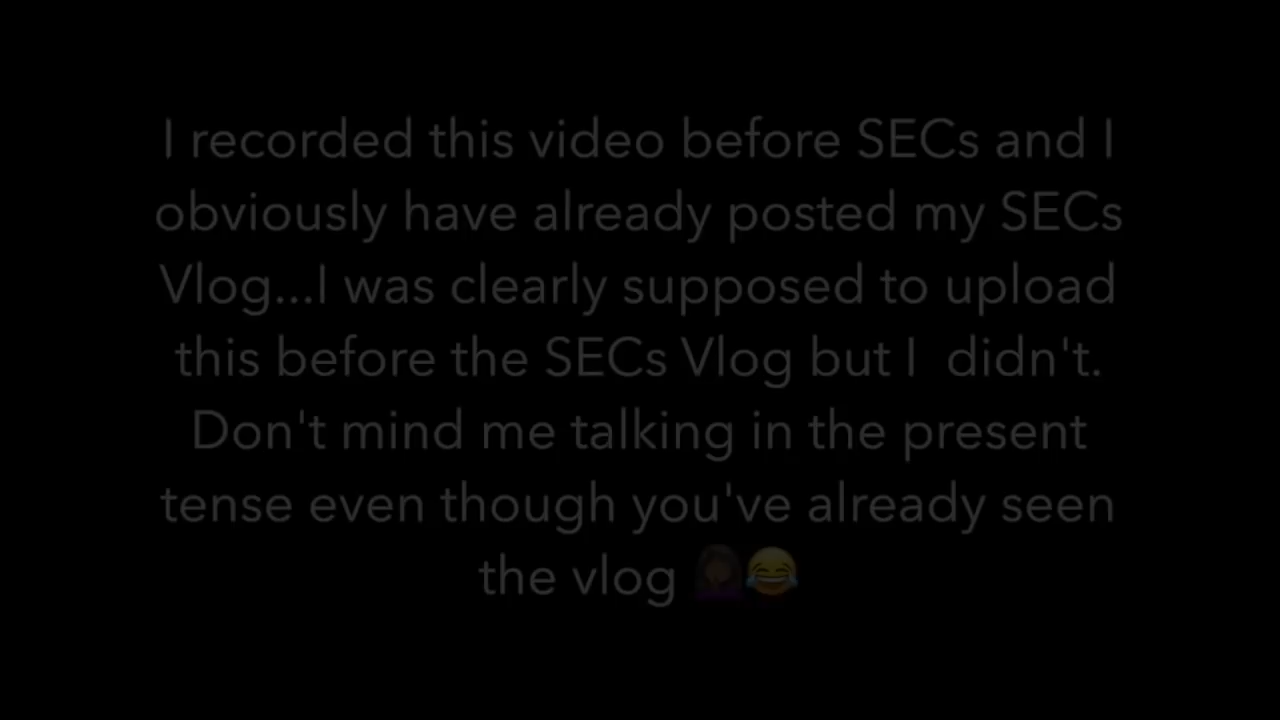 I recorded this video before SECs and I
obviously have already posted my SECs
Vlog...I was clearly supposed to upload
this before the SECs Vlog but I  didn't.
Don't mind me talking in the present
tense even though you've already seen
the vlog 🤦🏾‍♀️😂